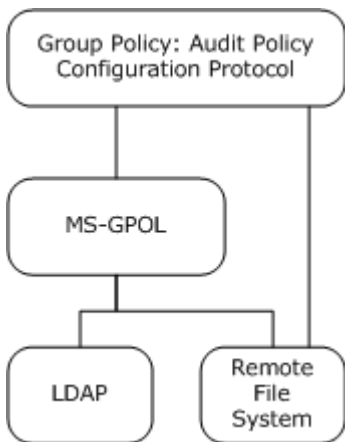 Group Policy: Audit Policy
Configuration Protocol
MS-GPOL
LDAP
Remote
File
System